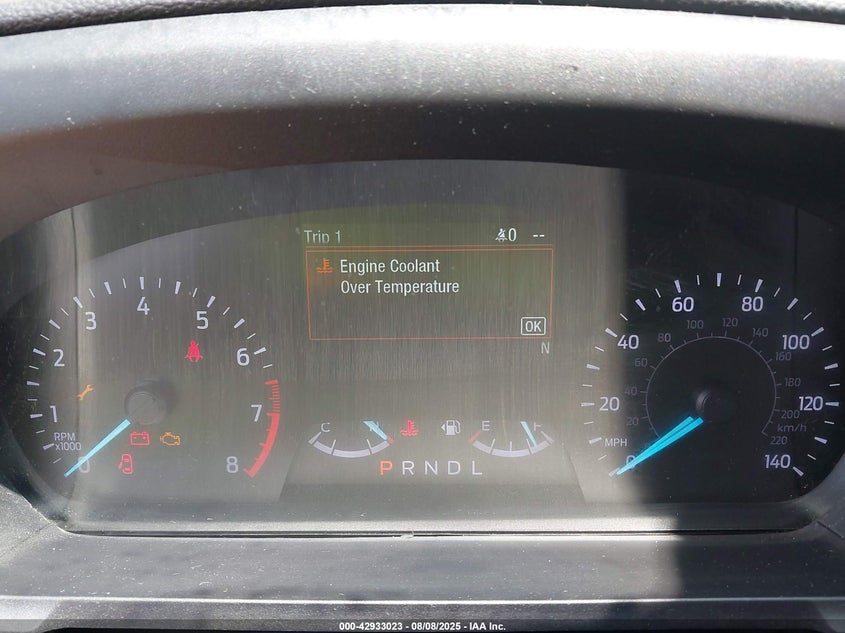 Trip 1
0 --
Engine Coolant
Over Temperature
OK
N
0 1 2 3 4 5 6 7 8
RPM
x1000
C
E F
P R N D L
0 20 40 60 80 100 120 140
MPH
20 40 60 80 100 120 140 160 180 200 220
km/h
000-42933023 - 08/08/2025 - IAA Inc.